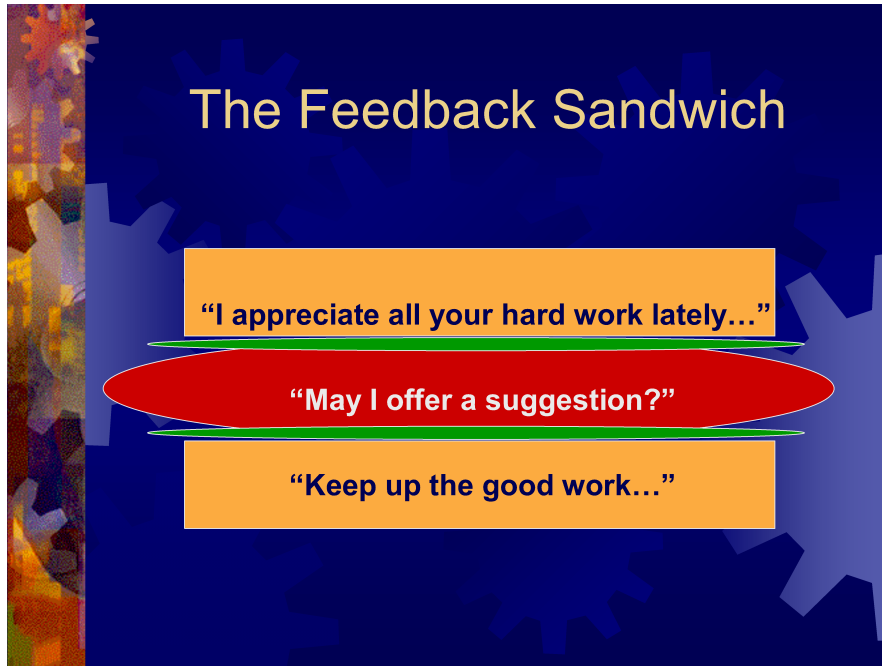 The Feedback Sandwich
“I appreciate all your hard work lately…”
“May I offer a suggestion?”
“Keep up the good work…”